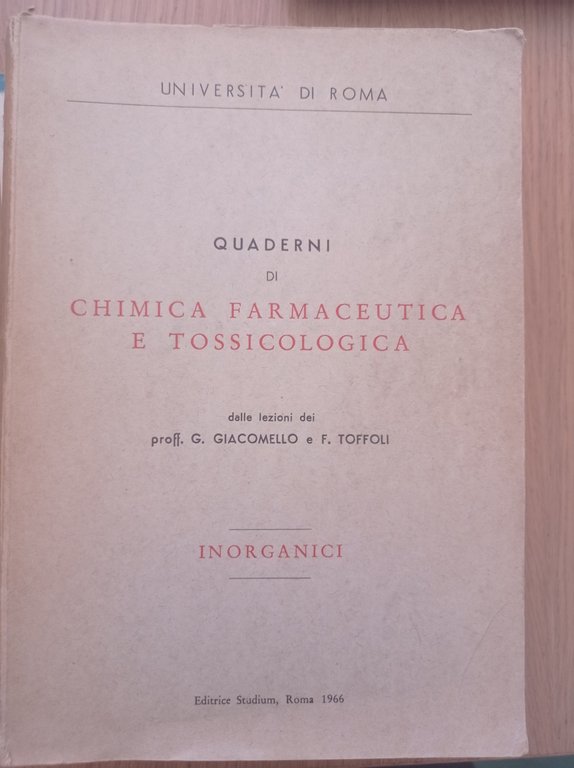 UNIVERSITA' DI ROMA
QUADERNI
DI
CHIMICA FARMACEUTICA
E TOSSICOLOGICA
dalle lezioni dei
proff. G. GIACOMELLO e F. TOFFOLI
INORGANICI
Editrice Studium, Roma 1966